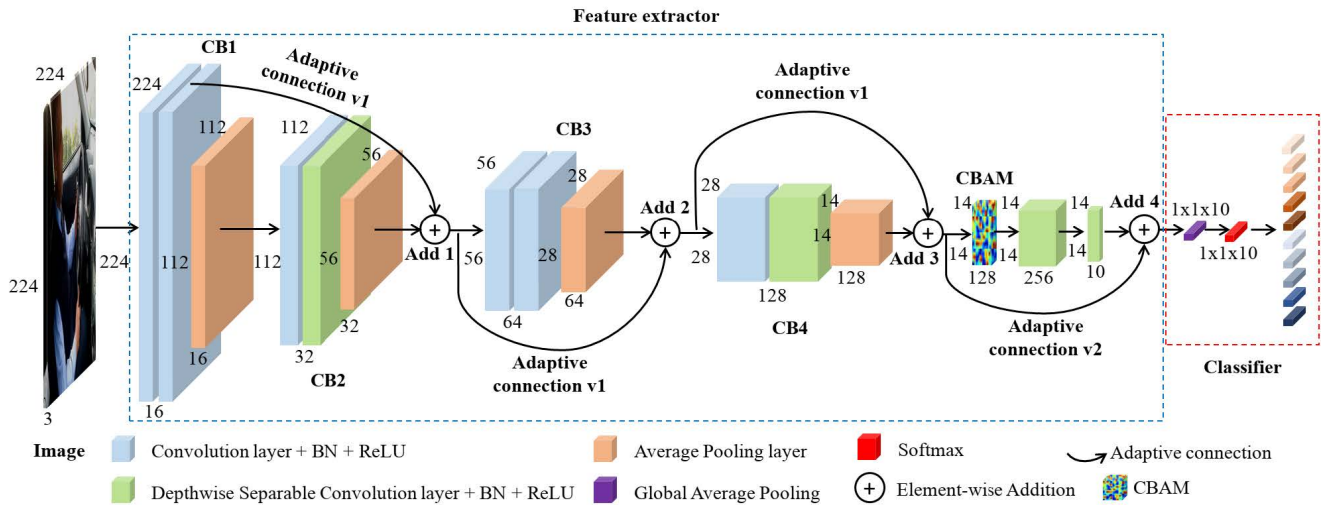 Feature extractor
CB1
Adaptive
connection v1
224
224
224
3
224
224
112
112
16
16
112
112
56
56
32
32
CB2
Add 1
56
56
CB3
28
28
64
64
Adaptive
connection v1
Add 2
Adaptive
connection v1
28
28
14
14
128
128
CB4
Add 3
CBAM
14
14
128
14
14
256
14
14
10
Add 4
Adaptive
connection v2
1x1x10
1x1x10
Classifier
Image
Convolution layer + BN + ReLU
Average Pooling layer
Softmax
Adaptive connection
Depthwise Separable Convolution layer + BN + ReLU
Global Average Pooling
Element-wise Addition
CBAM